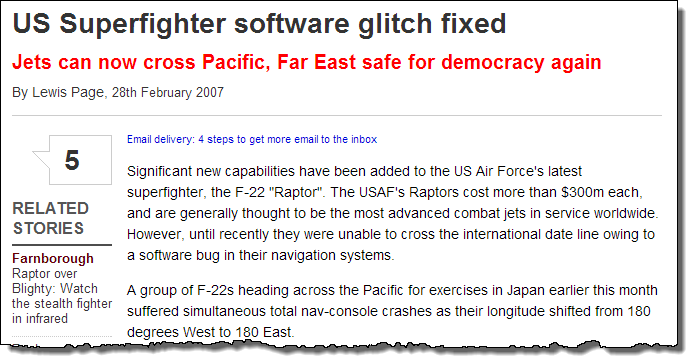 US Superfighter software glitch fixed
Jets can now cross Pacific, Far East safe for democracy again
By Lewis Page, 28th February 2007
5
RELATED
STORIES
Farnborough
Raptor over
Blighty: Watch
the stealth fighter
in infrared
Email delivery: 4 steps to get more email to the inbox
Significant new capabilities have been added to the US Air Force's latest
superfighter, the F-22 "Raptor". The USAF's Raptors cost more than $300m each,
and are generally thought to be the most advanced combat jets in service worldwide.
However, until recently they were unable to cross the international date line owing to
a software bug in their navigation systems.
A group of F-22s heading across the Pacific for exercises in Japan earlier this month
suffered simultaneous total nav-console crashes as their longitude shifted from 180
degrees West to 180 East.